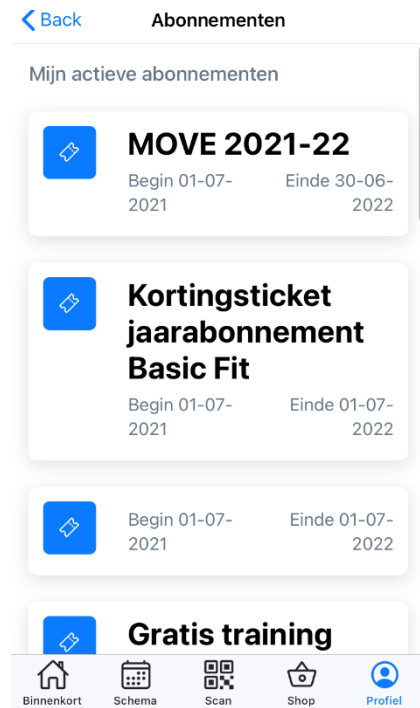 Back
Abonnementen
Mijn actieve abonnementen
MOVE 2021-22
Begin 01-07-
2021
Einde 30-06-
2022
Kortingsticket
jaarabonnement
Basic Fit
Begin 01-07-
2021
Einde 01-07-
2022
Begin 01-07-
2021
Einde 01-07-
2022
Gratis training
Binnenkort
Schema
Scan
Shop
Profiel